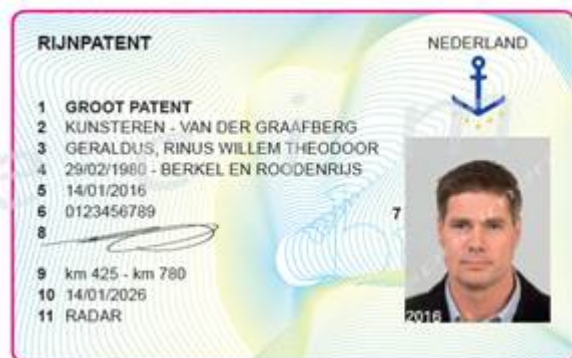 RIJNPATENT
NEDERLAND
1 GROOT PATENT
2 KUNSTEREN - VAN DER GRAAFBERG
3 GERALDUS, RINUS WILLEM THEODOOR
4 29/02/1980 - BERKEL EN ROODENRIJS
5 14/01/2016
6 0123456789
7
8
9 km 425 - km 780
10 14/01/2026
11 RADAR
2016